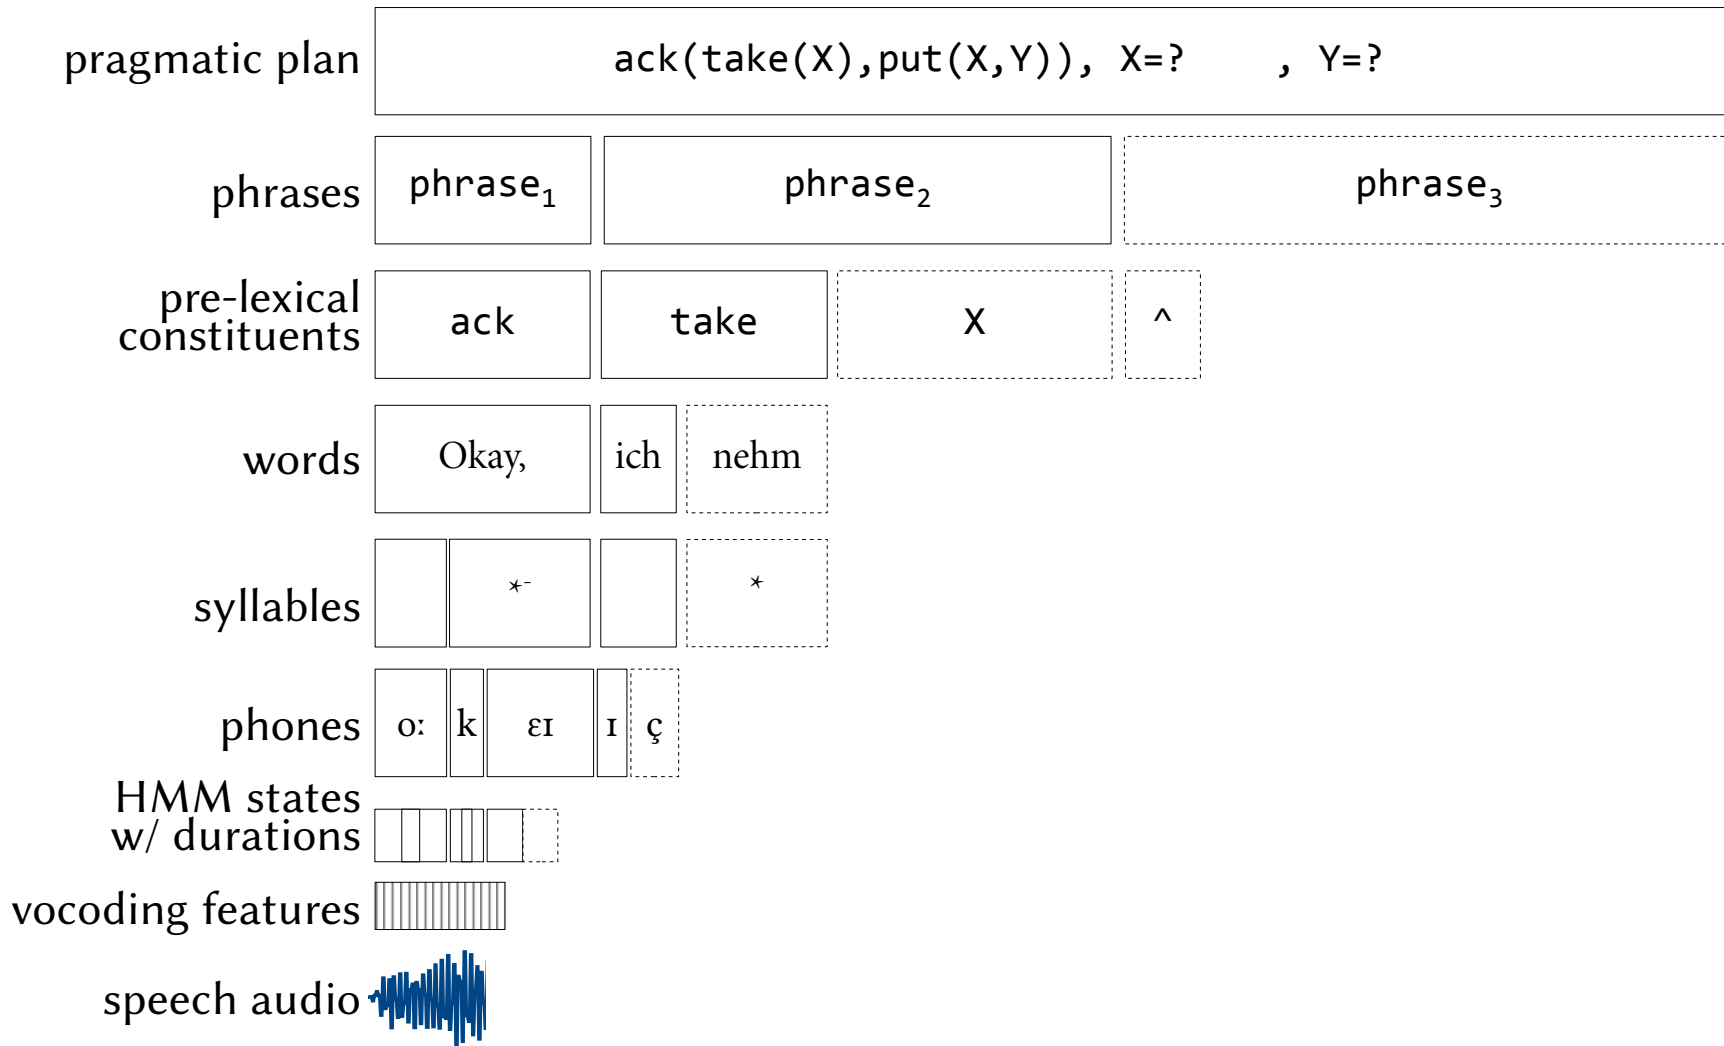 pragmatic plan ack(take(X),put(X,Y)), X=? , Y=?
phrases phrase₁ phrase₂ phrase₃
pre-lexical
constituents ack take X ^
words Okay, ich nehm
syllables *- *
phones oː k ɛɪ ɪ ç
HMM states
w/ durations
vocoding features
speech audio